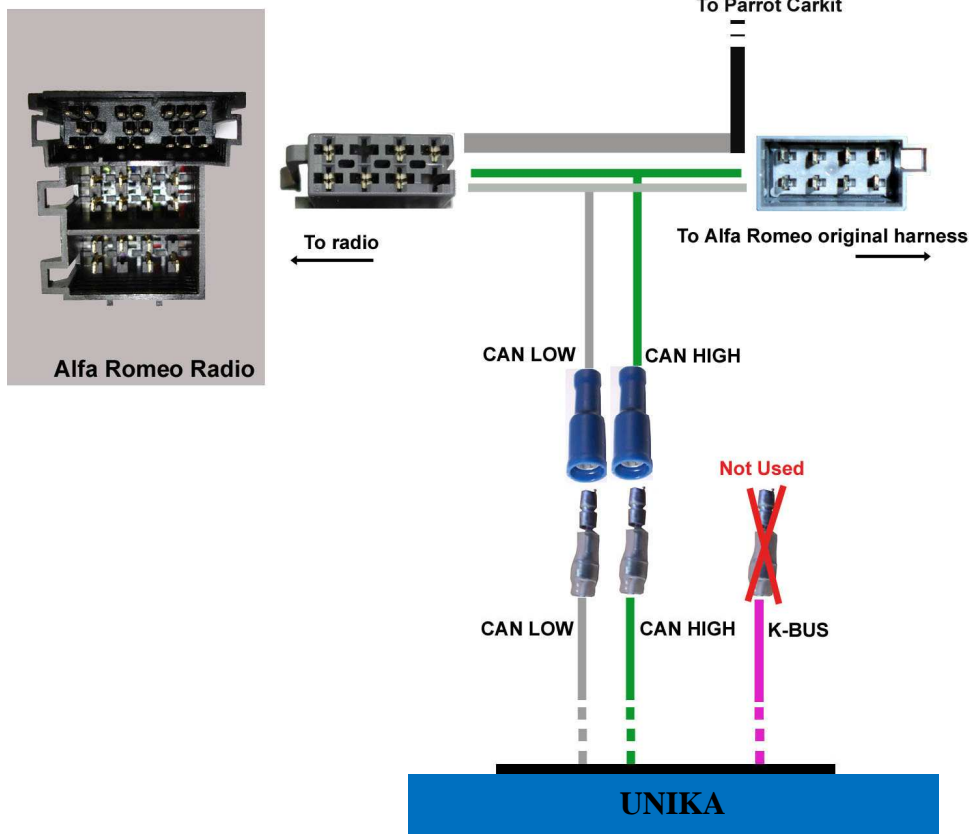 To Parrot Carkit
To radio
To Alfa Romeo original harness
Alfa Romeo Radio
CAN LOW
CAN HIGH
Not Used
CAN LOW
CAN HIGH
K-BUS
UNIKA